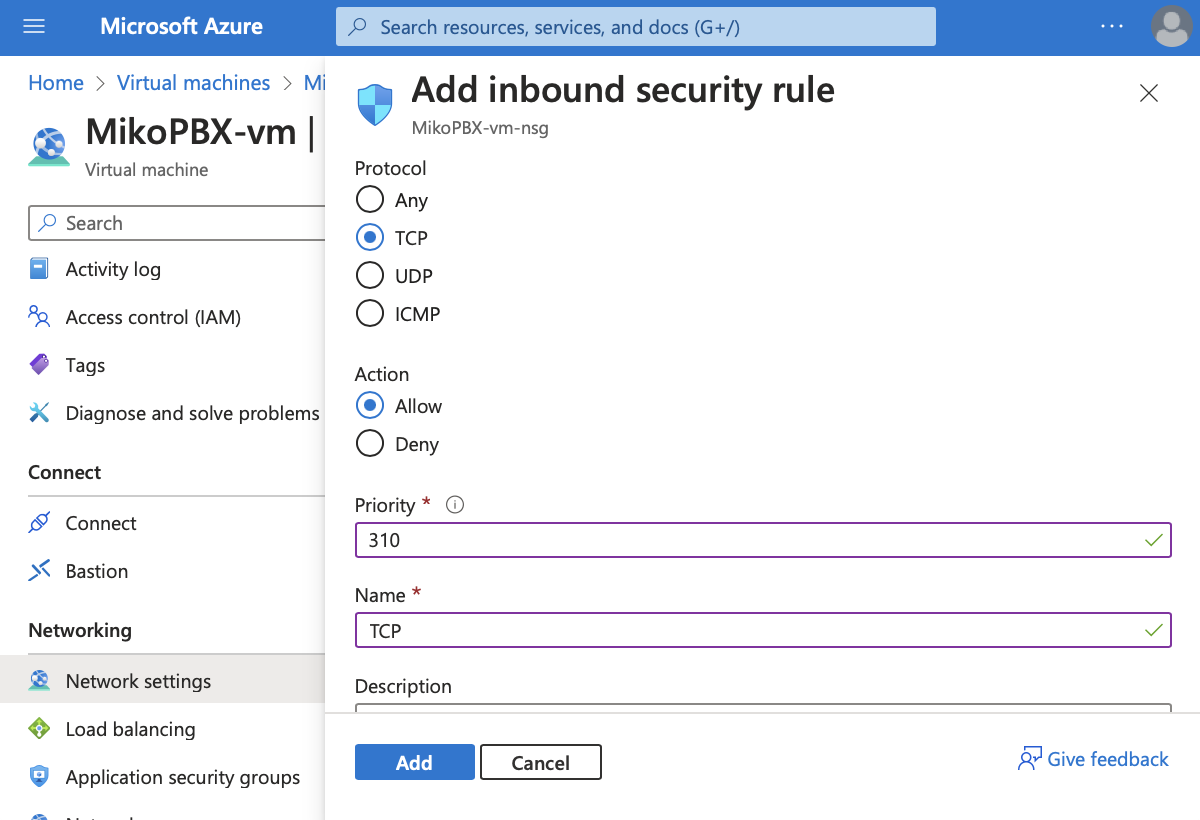 Microsoft Azure
Search resources, services, and docs (G+/)
Home > Virtual machines > Mi
MikoPBX-vm |
Virtual machine
Search
Activity log
Access control (IAM)
Tags
Diagnose and solve problems
Connect
Connect
Bastion
Networking
Network settings
Load balancing
Application security groups
Add inbound security rule
MikoPBX-vm-nsg
Protocol
Any
TCP
UDP
ICMP
Action
Allow
Deny
Priority *
310
Name *
TCP
Description
Add
Cancel
Give feedback